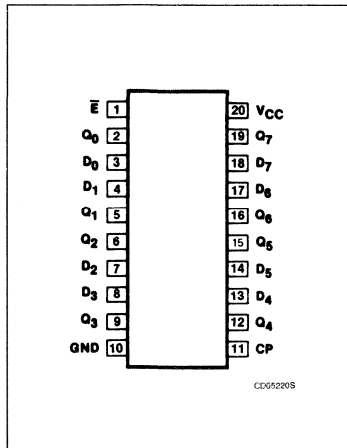 E̅ 1 20 VCC
Q0 2 19 Q7
D0 3 18 D7
D1 4 17 D6
Q1 5 16 Q6
Q2 6 15 Q5
D2 7 14 D5
D3 8 13 D4
Q3 9 12 Q4
GND 10 11 CP
CD05220S